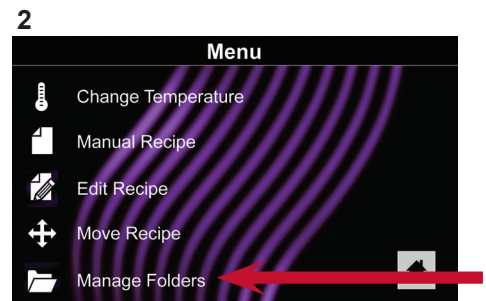 2
Menu
Change Temperature
Manual Recipe
Edit Recipe
Move Recipe
Manage Folders